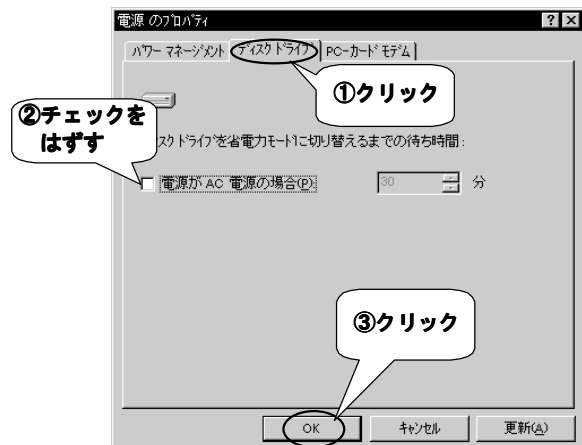 電源 のプロパティ
パワー マネージメント ディスク ドライブ PC-カード モデム
①クリック
②チェックを
はずす
スク ドライブを省電力モードに切り替えるまでの待ち時間:
電源が AC 電源の場合(P) 30 分
③クリック
OK キャンセル 更新(A)